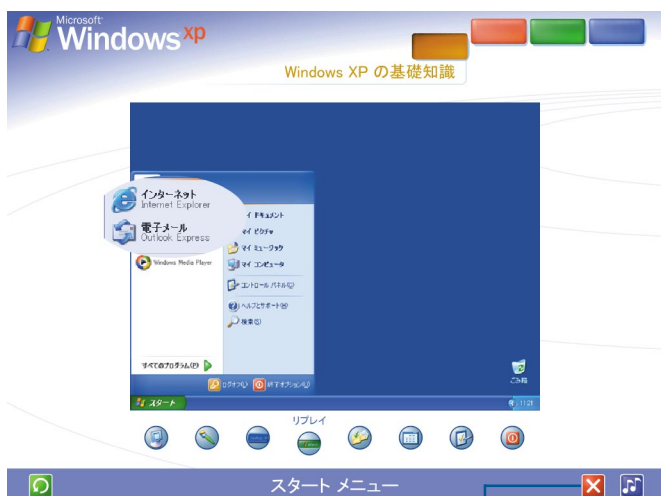 Microsoft
Windows xp
Windows XP の基礎知識
インターネット
Internet Explorer
電子メール
Outlook Express
Windows Media Player
すべてのプログラム(P)
イ ドキュメント
マイ ピクチャ
マイ ミュージック
マイ コンピュータ
コントロール パネル(C)
ヘルプとサポート(H)
検索(S)
ログオフ(L)
終了オプション(U)
ごみ箱
スタート
11:21
リプレイ
スタート メニュー